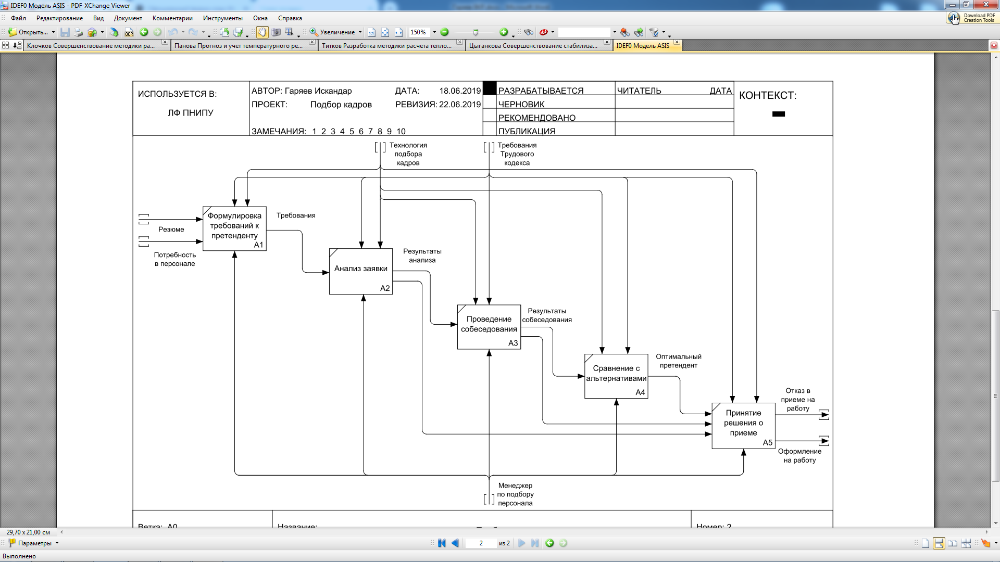 IDEF0 Модель ASIS - PDF-XChange Viewer
Файл Редактирование Вид Документ Комментарии Инструменты Окна Справка
Download PDF
Creation Tools
Открыть... OCR Увеличение 150% Ask
Клочков Совершенствование методики ра... Панова Прогноз и учет температурного ре... Титков Разработка методики расчета тепло... Цыганкова Совершенствование стабилиза... IDEF0 Модель ASIS
ИСПОЛЬЗУЕТСЯ В:
ЛФ ПНИПУ
АВТОР: Гаряев Искандар ДАТА: 18.06.2019
ПРОЕКТ: Подбор кадров РЕВИЗИЯ: 22.06.2019
ЗАМЕЧАНИЯ: 1 2 3 4 5 6 7 8 9 10
РАЗРАБАТЫВАЕТСЯ
ЧЕРНОВИК
РЕКОМЕНДОВАНО
ПУБЛИКАЦИЯ
ЧИТАТЕЛЬ ДАТА
КОНТЕКСТ:
Технология
подбора
кадров
Требования
Трудового
кодекса
Резюме
Потребность
в персонале
Формулировка
требований к
претенденту
A1
Требования
Анализ заявки
A2
Результаты
анализа
Проведение
собеседования
A3
Результаты
собеседования
Сравнение с
альтернативами
A4
Оптимальный
претендент
Принятие
решения о
приеме
A5
Отказ в
приеме на
работу
Оформление
на работу
Менеджер
по подбору
персонала
Ветка: A0 Название: Номер: 2
29,70 x 21,00 см
Параметры 2 из 2
Выполнено